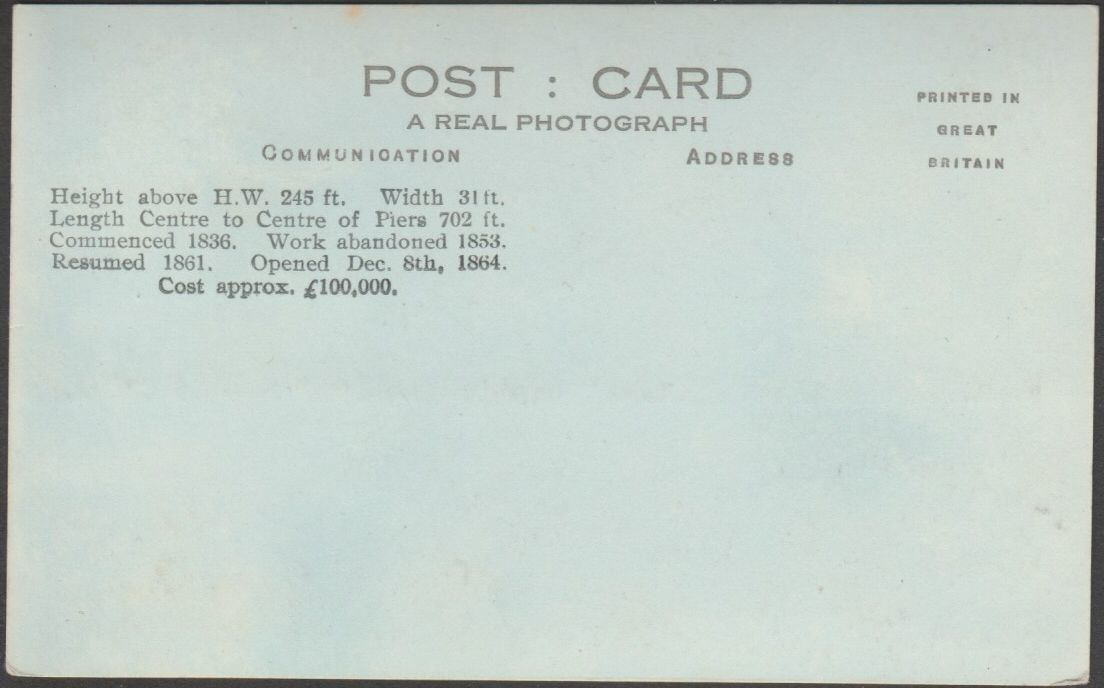 POST : CARD
A REAL PHOTOGRAPH
COMMUNICATION
ADDRESS
PRINTED IN
GREAT
BRITAIN
Height above H.W. 245 ft. Width 31 ft.
Length Centre to Centre of Piers 702 ft.
Commenced 1836. Work abandoned 1853.
Resumed 1861. Opened Dec. 8th, 1864.
Cost approx. £100,000.